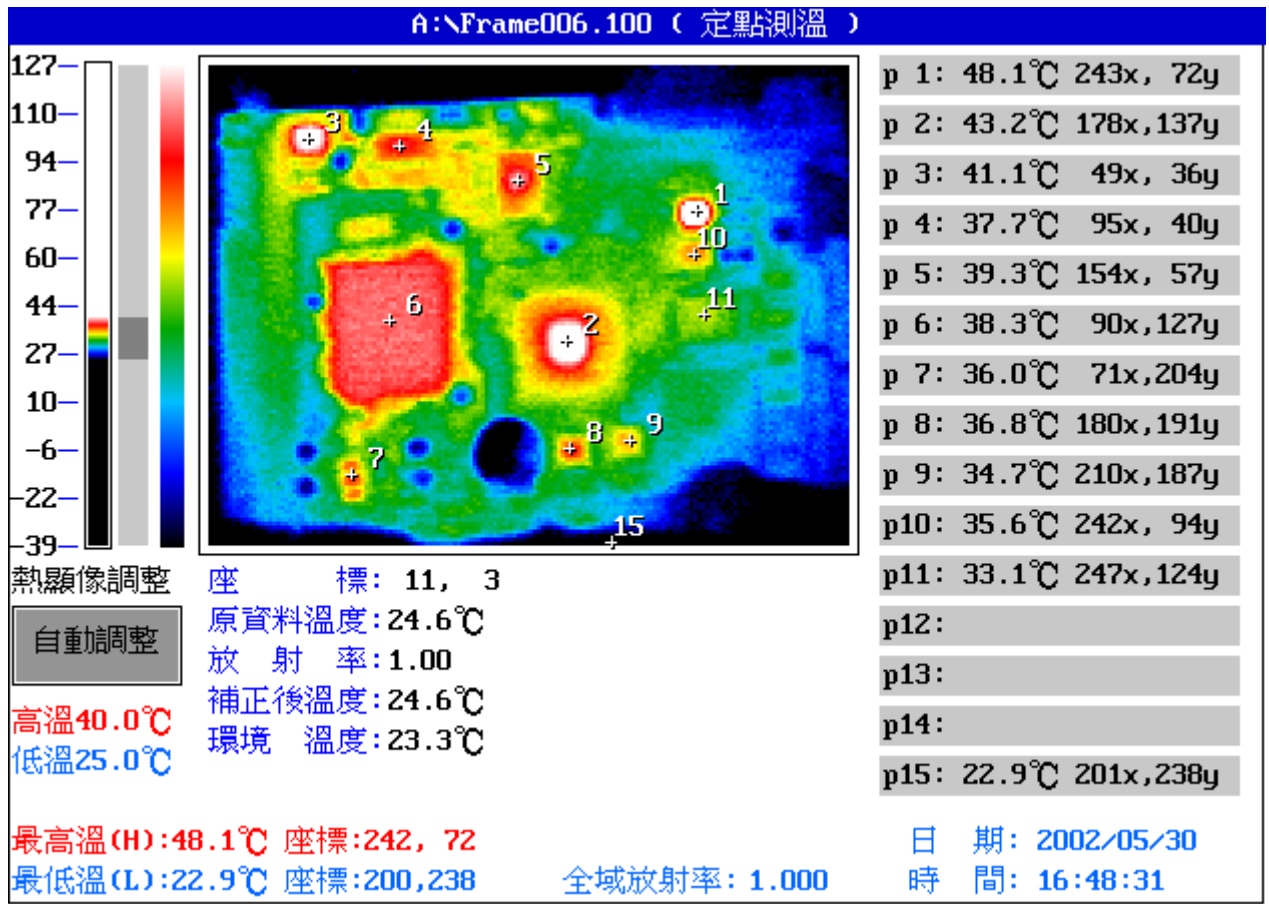 A:\Frame006.100 ( 定點測溫 )
127
110
94
77
60
44
27
10
-6
-22
-39
3
4
5
1
10
6
11
2
9
8
7
15
p 1: 48.1℃ 243x, 72y
p 2: 43.2℃ 178x,137y
p 3: 41.1℃ 49x, 36y
p 4: 37.7℃ 95x, 40y
p 5: 39.3℃ 154x, 57y
p 6: 38.3℃ 90x,127y
p 7: 36.0℃ 71x,204y
p 8: 36.8℃ 180x,191y
p 9: 34.7℃ 210x,187y
p10: 35.6℃ 242x, 94y
p11: 33.1℃ 247x,124y
p12:
p13:
p14:
p15: 22.9℃ 201x,238y
熱顯像調整
自動調整
高溫40.0℃
低溫25.0℃
座 標: 11, 3
原資料溫度:24.6℃
放 射 率:1.00
補正後溫度:24.6℃
環境 溫度:23.3℃
最高溫(H):48.1℃ 座標:242, 72
最低溫(L):22.9℃ 座標:200,238
全域放射率: 1.000
日 期: 2002/05/30
時 間: 16:48:31